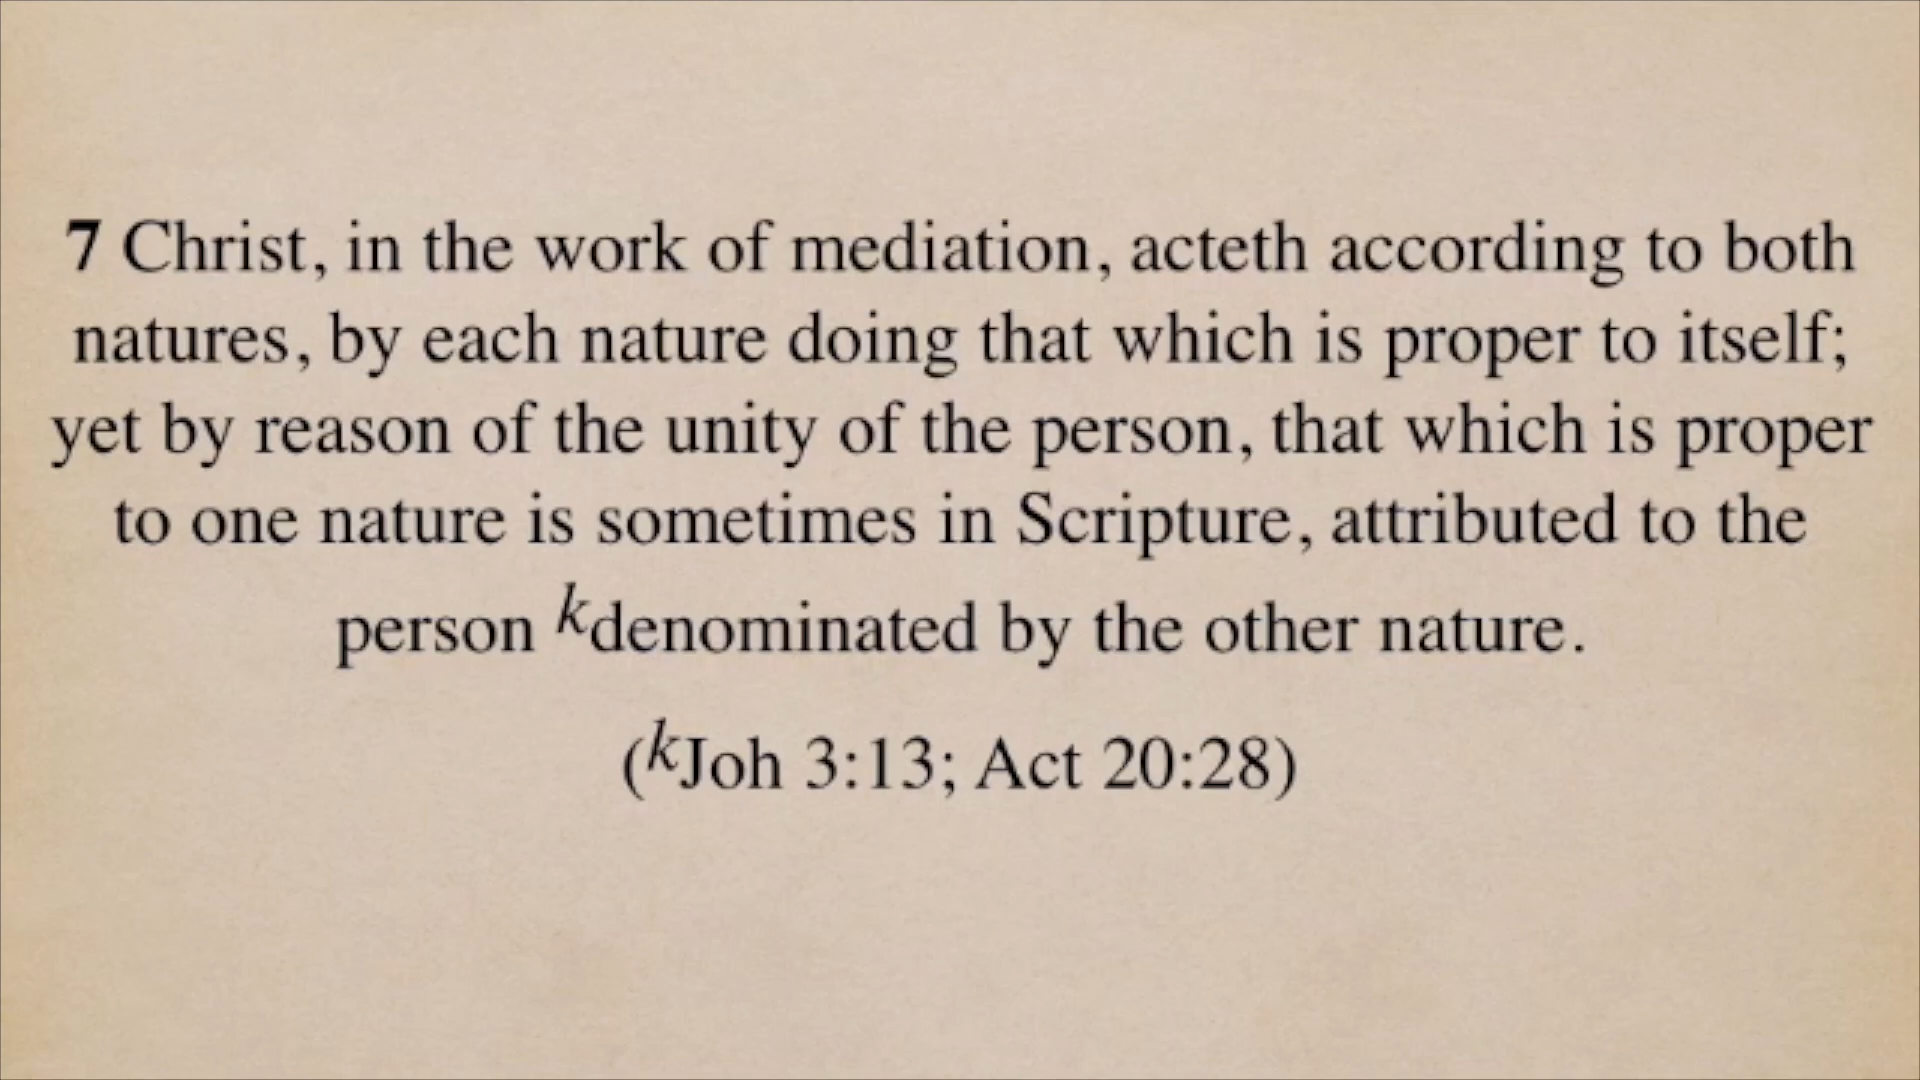 7 Christ, in the work of mediation, acteth according to both
natures, by each nature doing that which is proper to itself;
yet by reason of the unity of the person, that which is proper
to one nature is sometimes in Scripture, attributed to the
person kdenominated by the other nature.
(kJoh 3:13; Act 20:28)